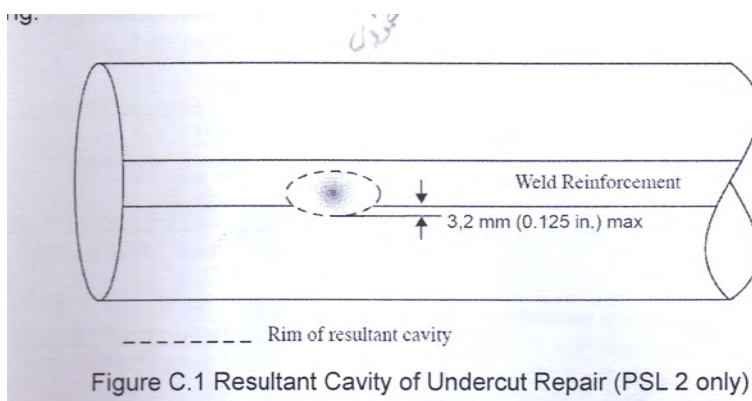 ng.
Weld Reinforcement
3,2 mm (0.125 in.) max
Rim of resultant cavity
Figure C.1 Resultant Cavity of Undercut Repair (PSL 2 only)